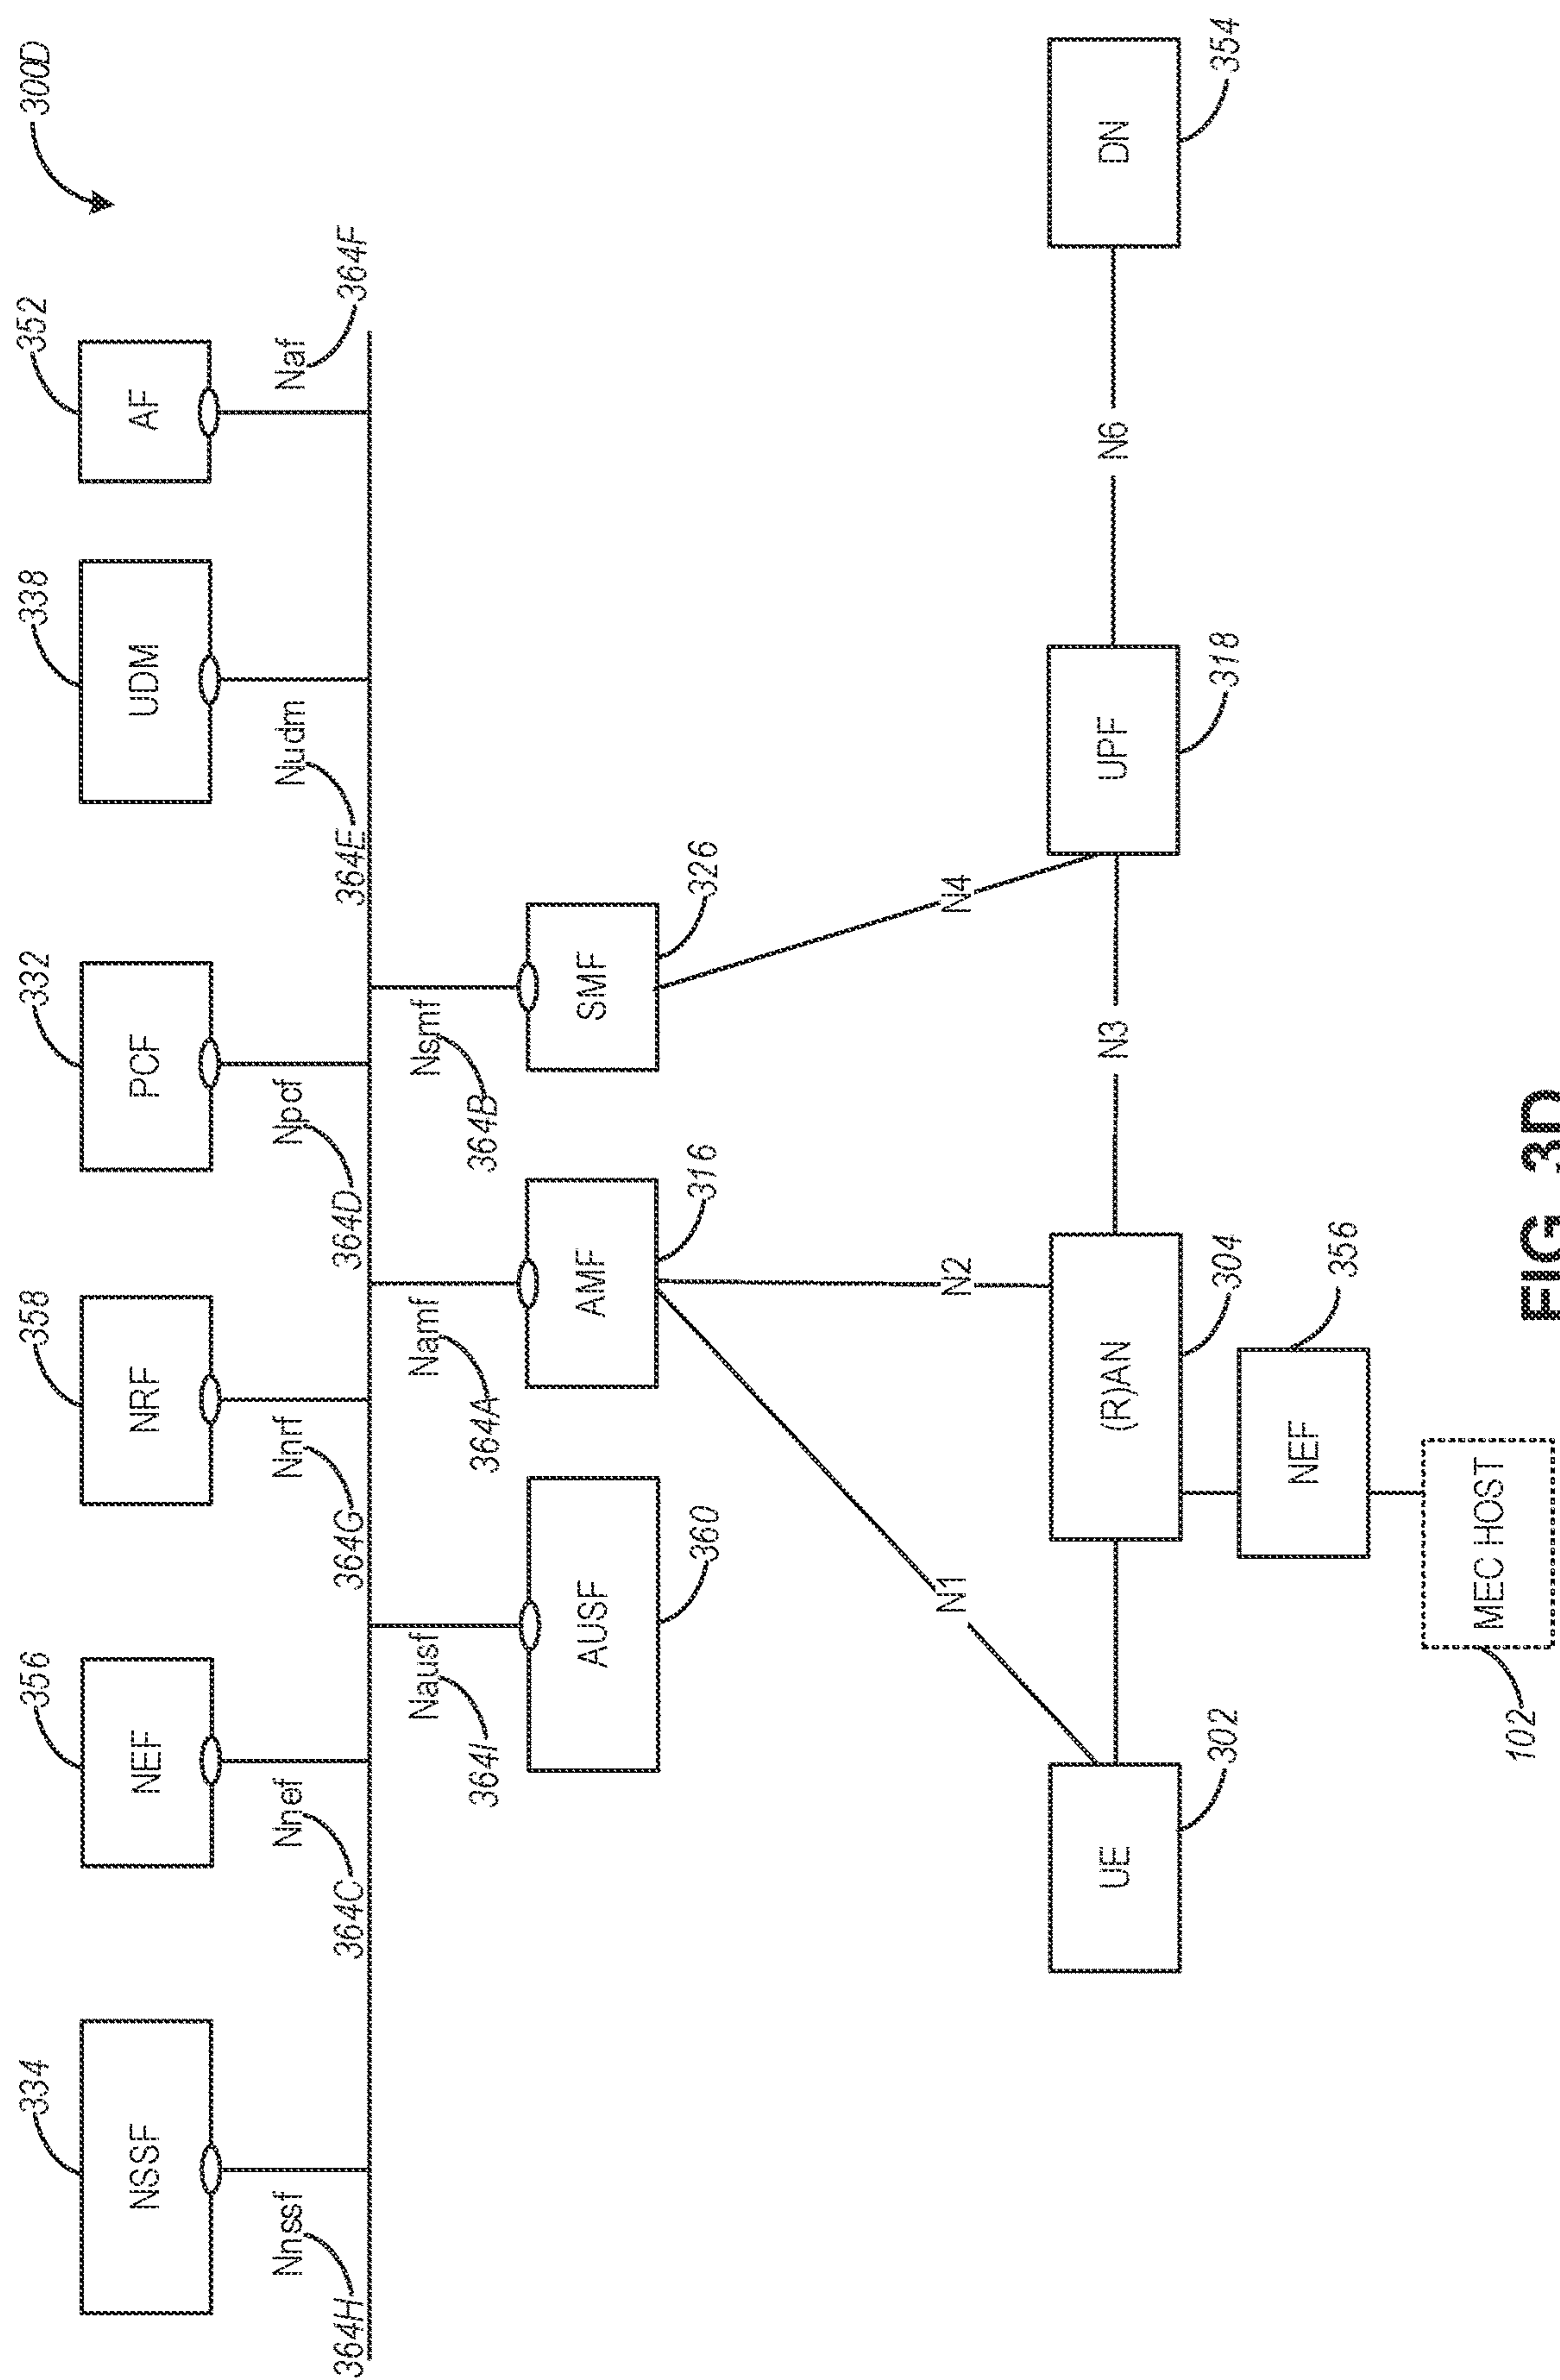 300D
334
356
358
332
338
352
NSSF
NEF
NRF
PCF
UDM
AF
Nnssf
Nnef
Nnrf
Npcf
Nudm
Naf
364H
364C
364G
364D
364E
364F
Nausf
Namf
Nsmf
364I
364A
364B
AUSF
AMF
SMF
360
316
326
N1
N2
N4
UE
(R)AN
N3
UPF
N6
DN
302
304
318
354
NEF
356
MEC HOST
102
FIG. 3D